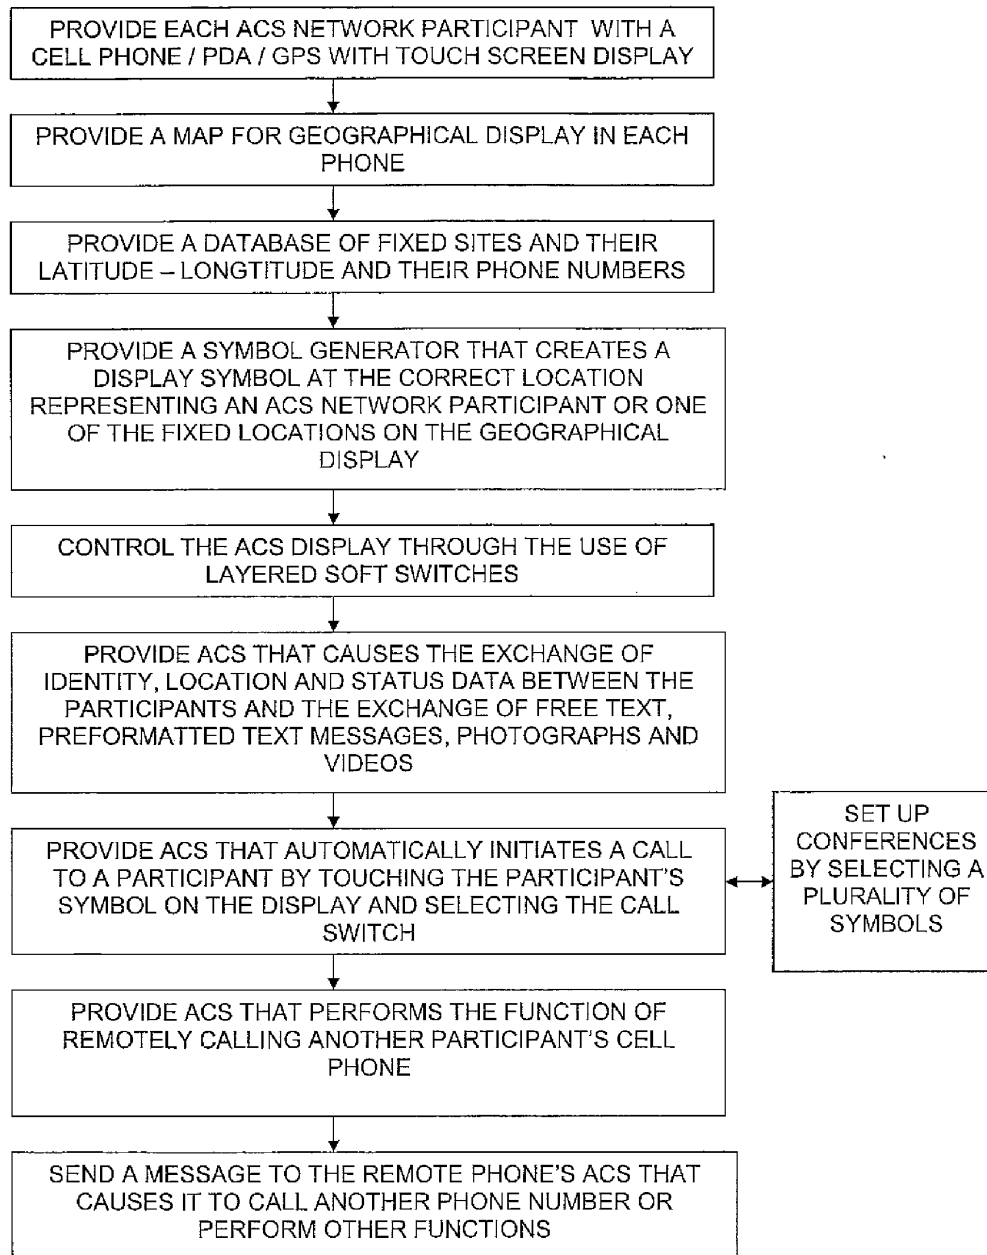 PROVIDE EACH ACS NETWORK PARTICIPANT WITH A
CELL PHONE / PDA / GPS WITH TOUCH SCREEN DISPLAY
PROVIDE A MAP FOR GEOGRAPHICAL DISPLAY IN EACH
PHONE
PROVIDE A DATABASE OF FIXED SITES AND THEIR
LATITUDE – LONGTITUDE AND THEIR PHONE NUMBERS
PROVIDE A SYMBOL GENERATOR THAT CREATES A
DISPLAY SYMBOL AT THE CORRECT LOCATION
REPRESENTING AN ACS NETWORK PARTICIPANT OR ONE
OF THE FIXED LOCATIONS ON THE GEOGRAPHICAL
DISPLAY
CONTROL THE ACS DISPLAY THROUGH THE USE OF
LAYERED SOFT SWITCHES
PROVIDE ACS THAT CAUSES THE EXCHANGE OF
IDENTITY, LOCATION AND STATUS DATA BETWEEN THE
PARTICIPANTS AND THE EXCHANGE OF FREE TEXT,
PREFORMATTED TEXT MESSAGES, PHOTOGRAPHS AND
VIDEOS
PROVIDE ACS THAT AUTOMATICALLY INITIATES A CALL
TO A PARTICIPANT BY TOUCHING THE PARTICIPANT'S
SYMBOL ON THE DISPLAY AND SELECTING THE CALL
SWITCH
SET UP
CONFERENCES
BY SELECTING A
PLURALITY OF
SYMBOLS
PROVIDE ACS THAT PERFORMS THE FUNCTION OF
REMOTELY CALLING ANOTHER PARTICIPANT'S CELL
PHONE
SEND A MESSAGE TO THE REMOTE PHONE'S ACS THAT
CAUSES IT TO CALL ANOTHER PHONE NUMBER OR
PERFORM OTHER FUNCTIONS